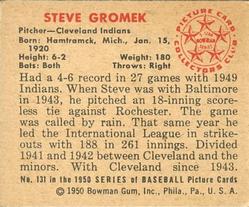 STEVE GROMEK
Pitcher—Cleveland Indians
Born: Hamtramck, Mich., Jan. 15,
1920
Height: 6-2 Weight: 180
Bats: Both Throws: Right
PICTURE CARD
COLLECTORS CLUB
BOWMAN
Had a 4-6 record in 27 games with 1949
Indians. When Steve was with Baltimore
in 1943, he pitched an 18-inning score-
less tie against Rochester. The game
was called on account of rain. That same
year he led the International League in strike-
outs with 188 in 261 innings. Divided
1941 and 1942 between Cleveland and the
minors. With Cleveland since 1943.
No. 131 in the 1950 SERIES OF BASEBALL Picture Cards
©1950 Bowman Gum, Inc., Phila., Pa., U. S. A.